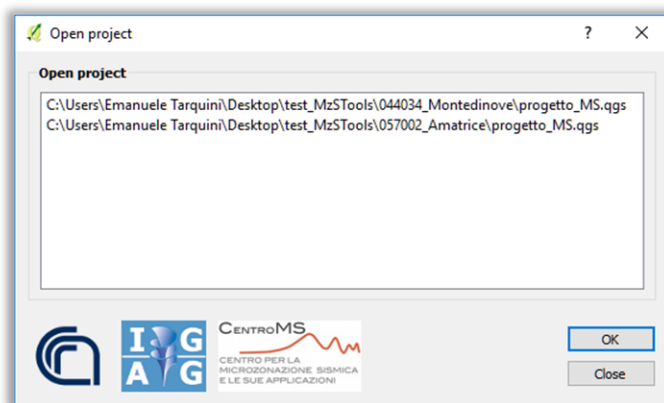 Open project
?
Open project
C:\Users\Emanuele Tarquini\Desktop\test_MzSTools\044034_Montedinove\progetto_MS.qgs
C:\Users\Emanuele Tarquini\Desktop\test_MzSTools\057002_Amatrice\progetto_MS.qgs
I G
A G
CENTROMS
CENTRO PER LA
MICROZONAZIONE SISMICA
E LE SUE APPLICAZIONI
OK
Close